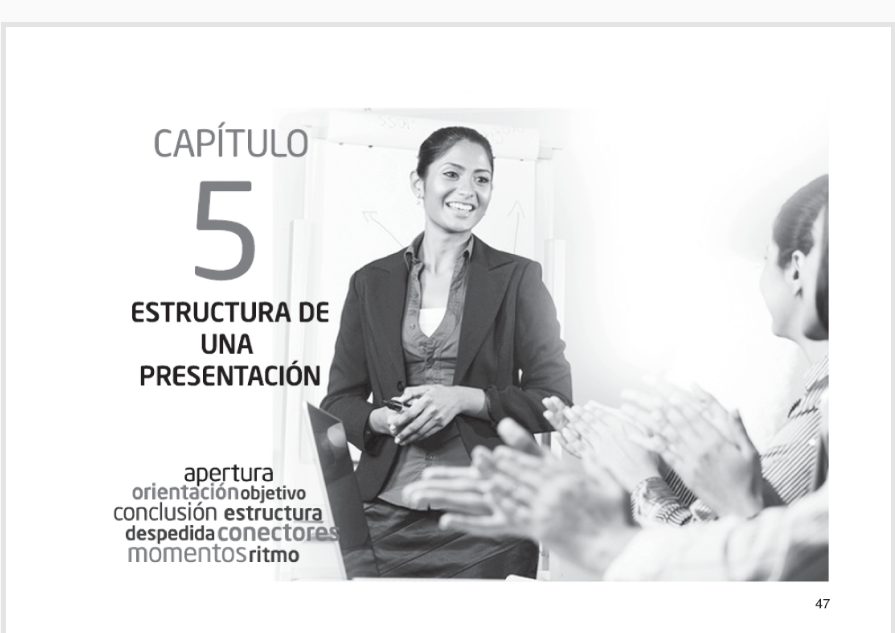 CAPÍTULO
5
ESTRUCTURA DE
UNA
PRESENTACIÓN
apertura
orientación objetivo
conclusión estructura
despedida conectores
momentos ritmo
47